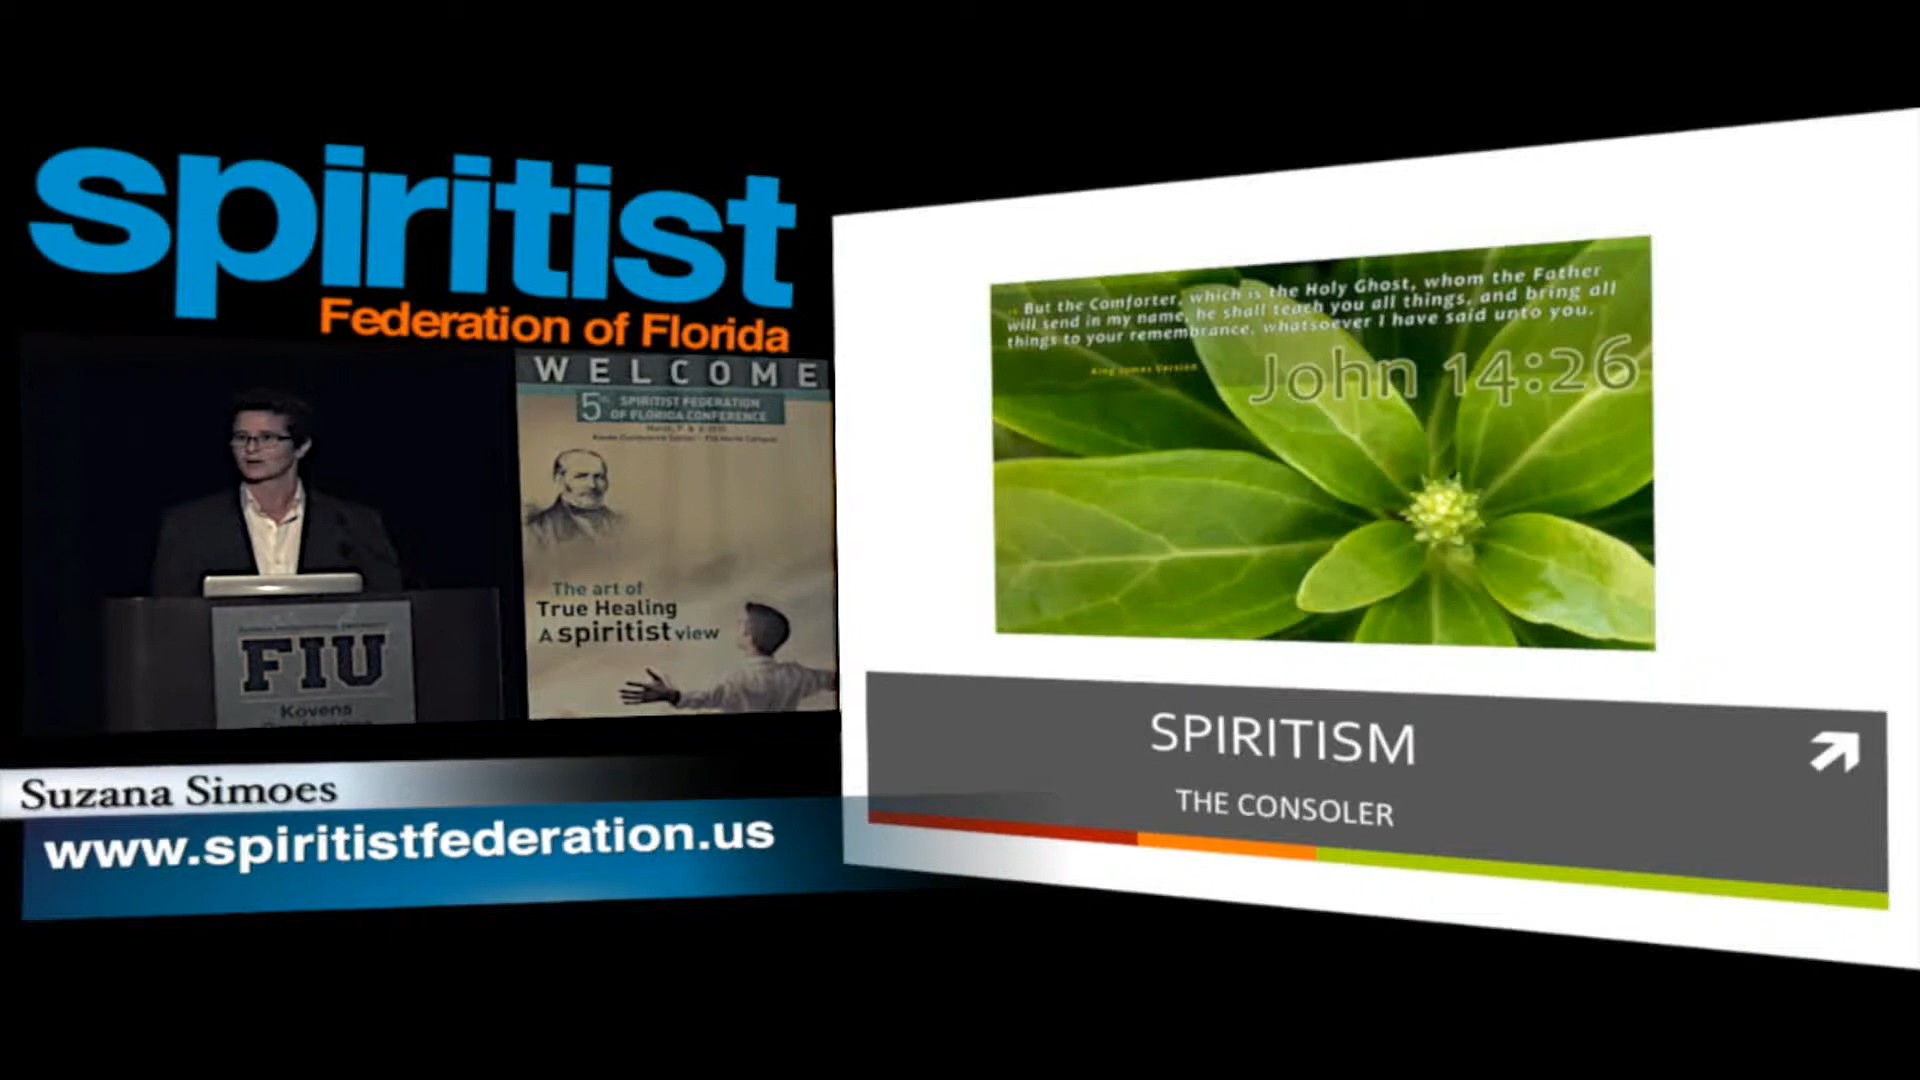 spiritist
Federation of Florida
WELCOME
5TH SPIRITIST FEDERATION
OF FLORIDA CONFERENCE
The art of
True Healing
A spiritist view
FIU
Kovens
Suzana Simoes
www.spiritistfederation.us
“ But the Comforter, which is the Holy Ghost, whom the Father
will send in my name, he shall teach you all things, and bring all
things to your remembrance, whatsoever I have said unto you.
King James Version
John 14:26
SPIRITISM
THE CONSOLER